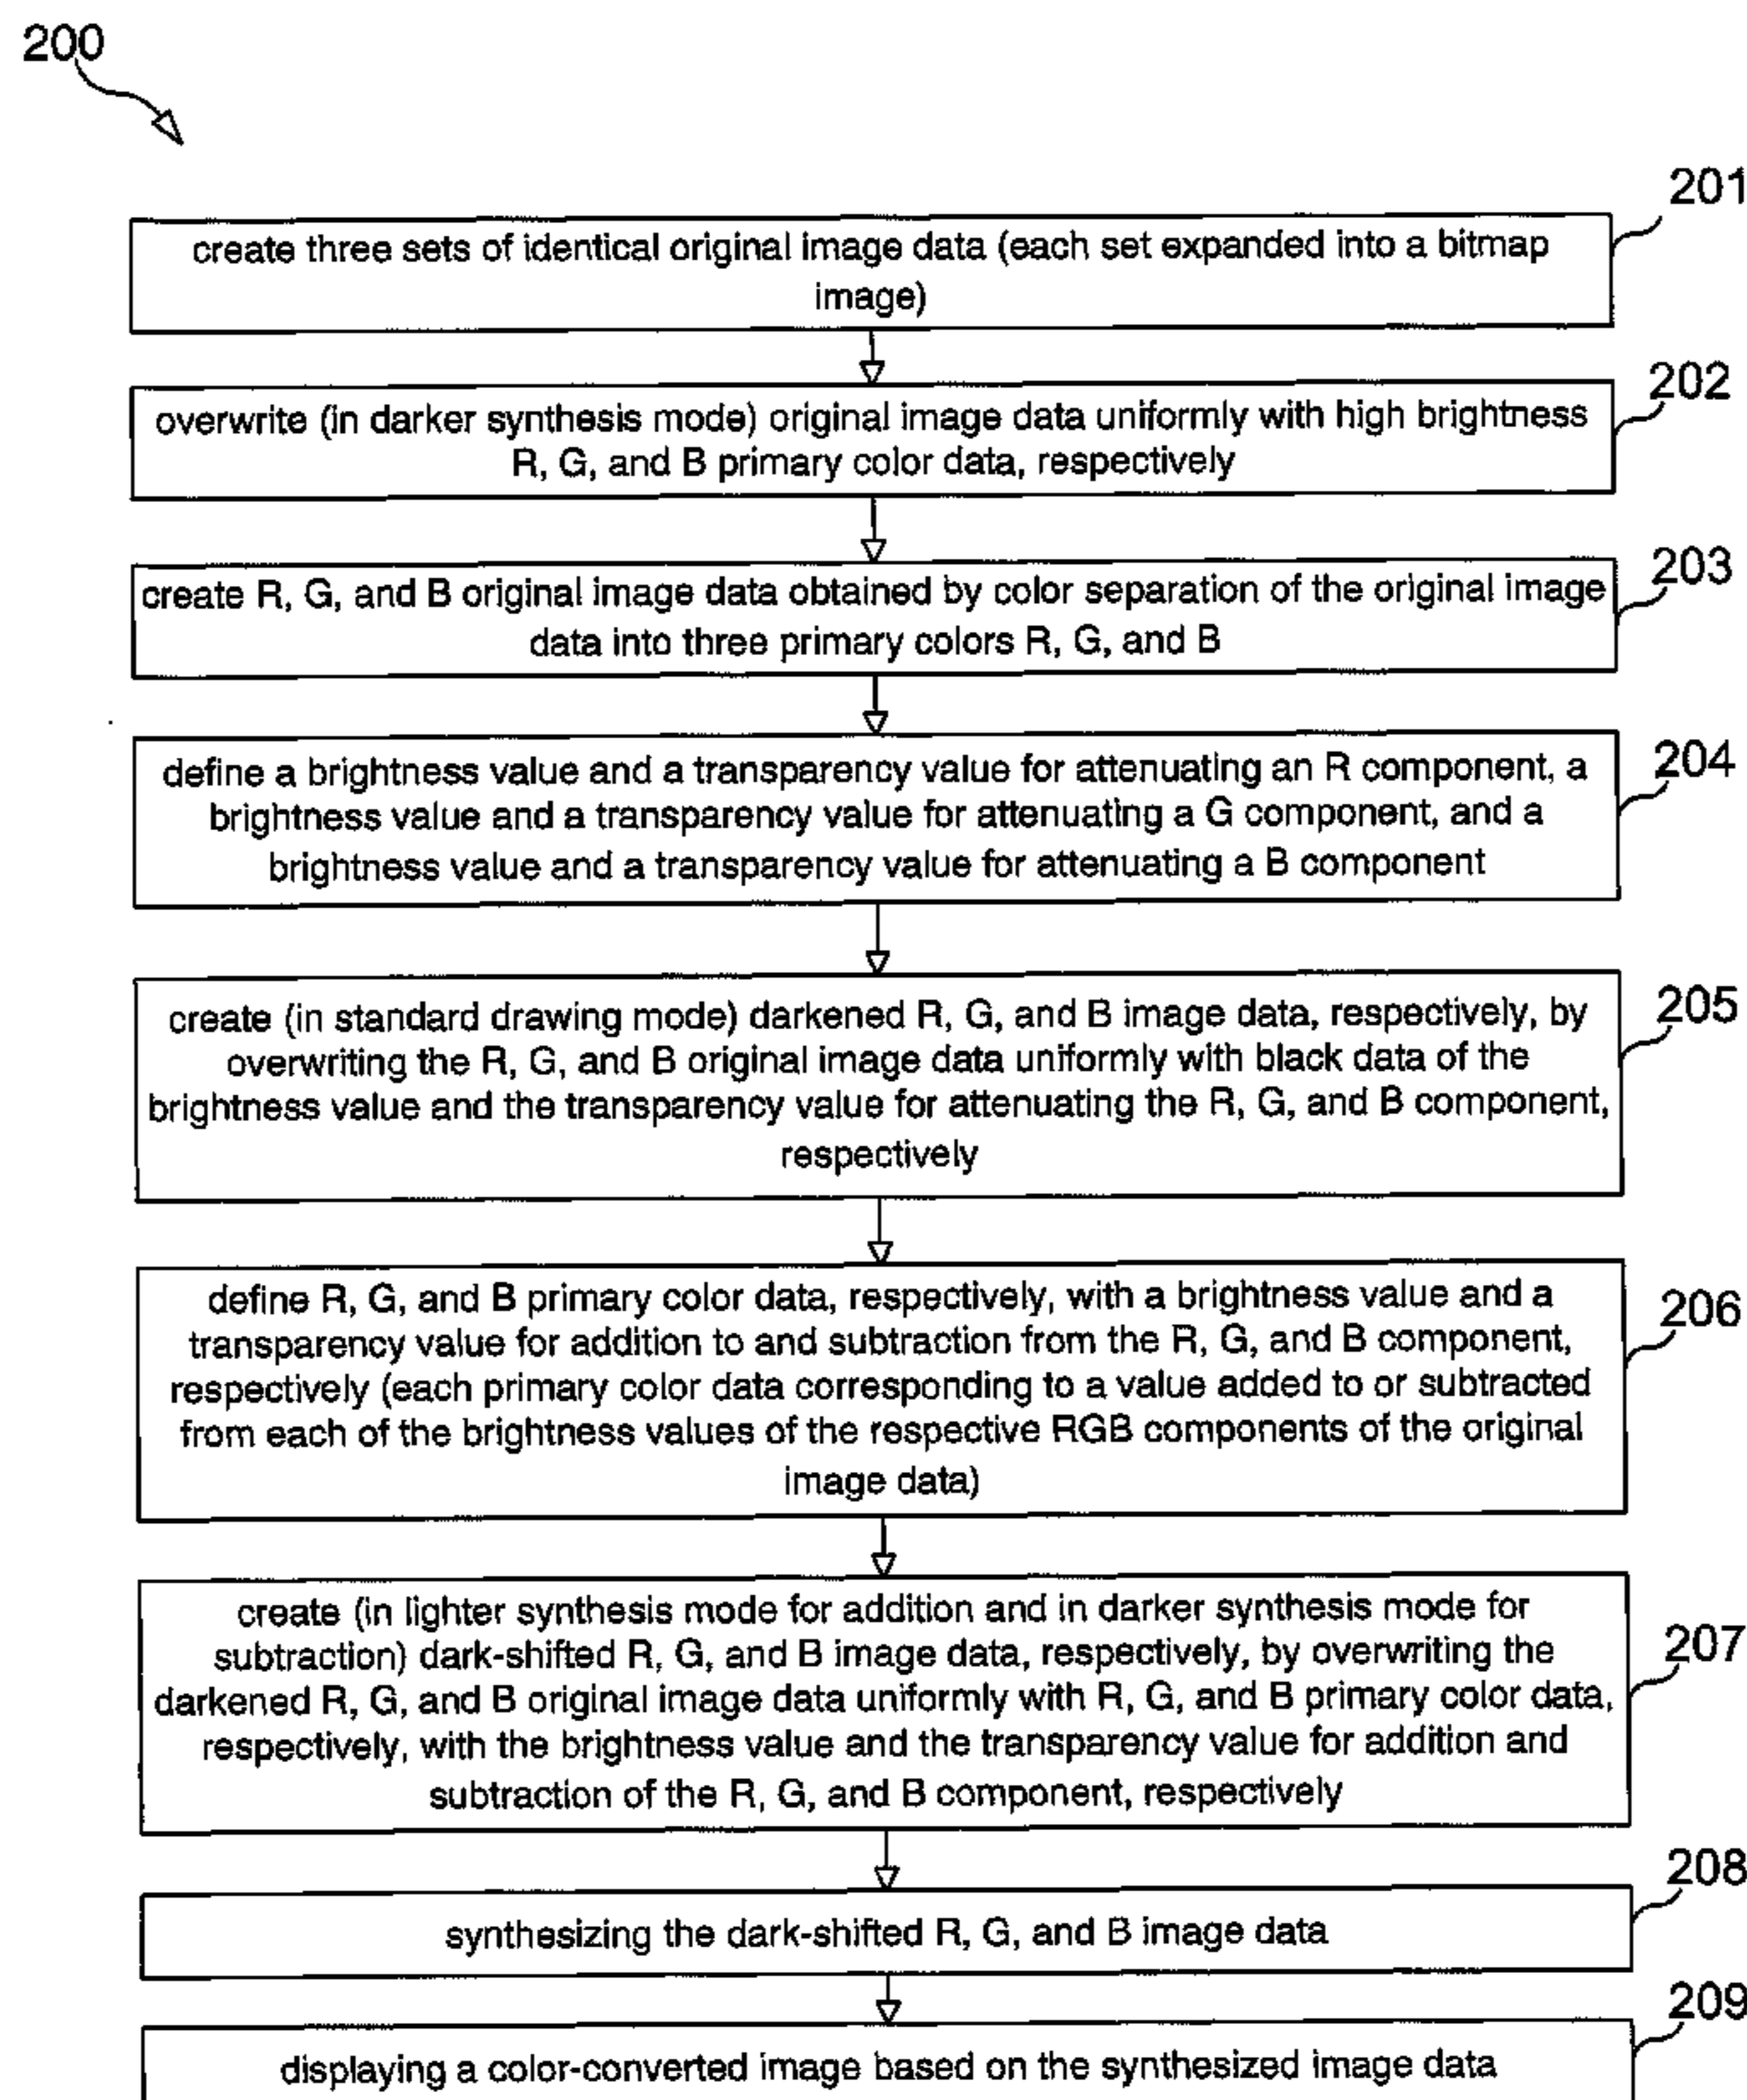 200
201
create three sets of identical original image data (each set expanded into a bitmap
image)
202
overwrite (in darker synthesis mode) original image data uniformly with high brightness
R, G, and B primary color data, respectively
203
create R, G, and B original image data obtained by color separation of the original image
data into three primary colors R, G, and B
204
define a brightness value and a transparency value for attenuating an R component, a
brightness value and a transparency value for attenuating a G component, and a
brightness value and a transparency value for attenuating a B component
205
create (in standard drawing mode) darkened R, G, and B image data, respectively, by
overwriting the R, G, and B original image data uniformly with black data of the
brightness value and the transparency value for attenuating the R, G, and B component,
respectively
206
define R, G, and B primary color data, respectively, with a brightness value and a
transparency value for addition to and subtraction from the R, G, and B component,
respectively (each primary color data corresponding to a value added to or subtracted
from each of the brightness values of the respective RGB components of the original
image data)
207
create (in lighter synthesis mode for addition and in darker synthesis mode for
subtraction) dark-shifted R, G, and B image data, respectively, by overwriting the
darkened R, G, and B original image data uniformly with R, G, and B primary color data,
respectively, with the brightness value and the transparency value for addition and
subtraction of the R, G, and B component, respectively
208
synthesizing the dark-shifted R, G, and B image data
209
displaying a color-converted image based on the synthesized image data